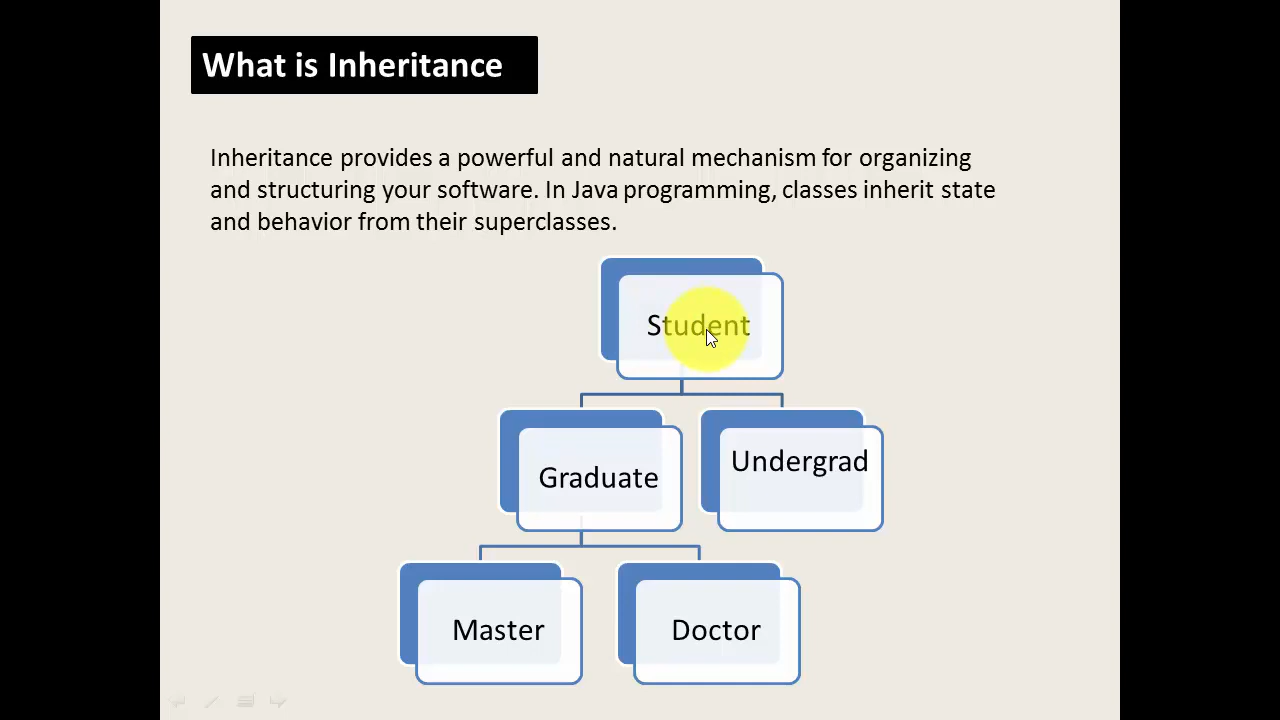 What is Inheritance
Inheritance provides a powerful and natural mechanism for organizing
and structuring your software. In Java programming, classes inherit state
and behavior from their superclasses.
Student
Graduate
Undergrad
Master
Doctor